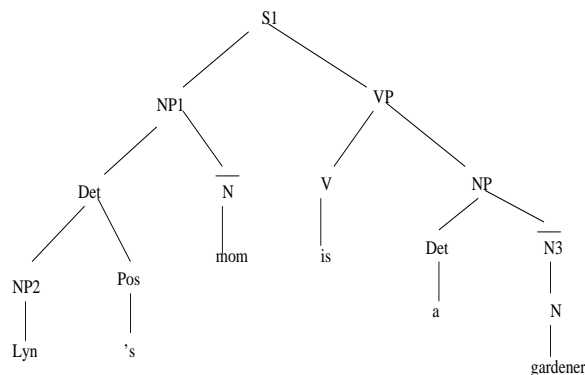 S1
NP1 VP
Det N V NP
mom is Det N3
NP2 Pos a N
Lyn 's gardener